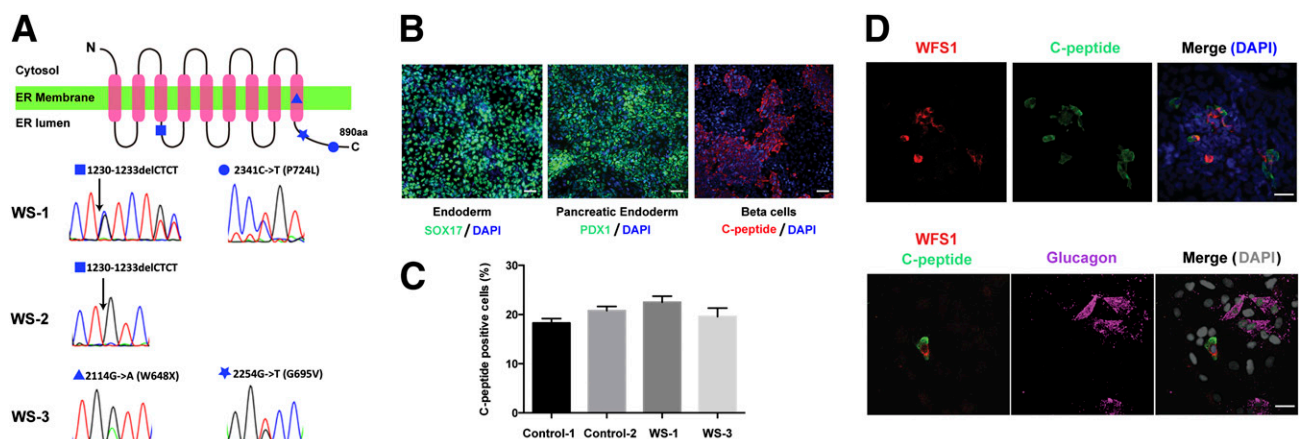 A
N
Cytosol
ER Membrane
ER lumen
890aa
C
1230-1233delCTCT
2341C->T (P724L)
WS-1
1230-1233delCTCT
WS-2
2114G->A (W648X)
2254G->T (G695V)
WS-3
B
Endoderm
SOX17/DAPI
Pancreatic Endoderm
PDX1/DAPI
Beta cells
C-peptide/DAPI
C
C-peptide positive cells (%)
30
20
10
0
Control-1 Control-2 WS-1 WS-3
D
WFS1 C-peptide Merge (DAPI)
WFS1
C-peptide
Glucagon
Merge (DAPI)